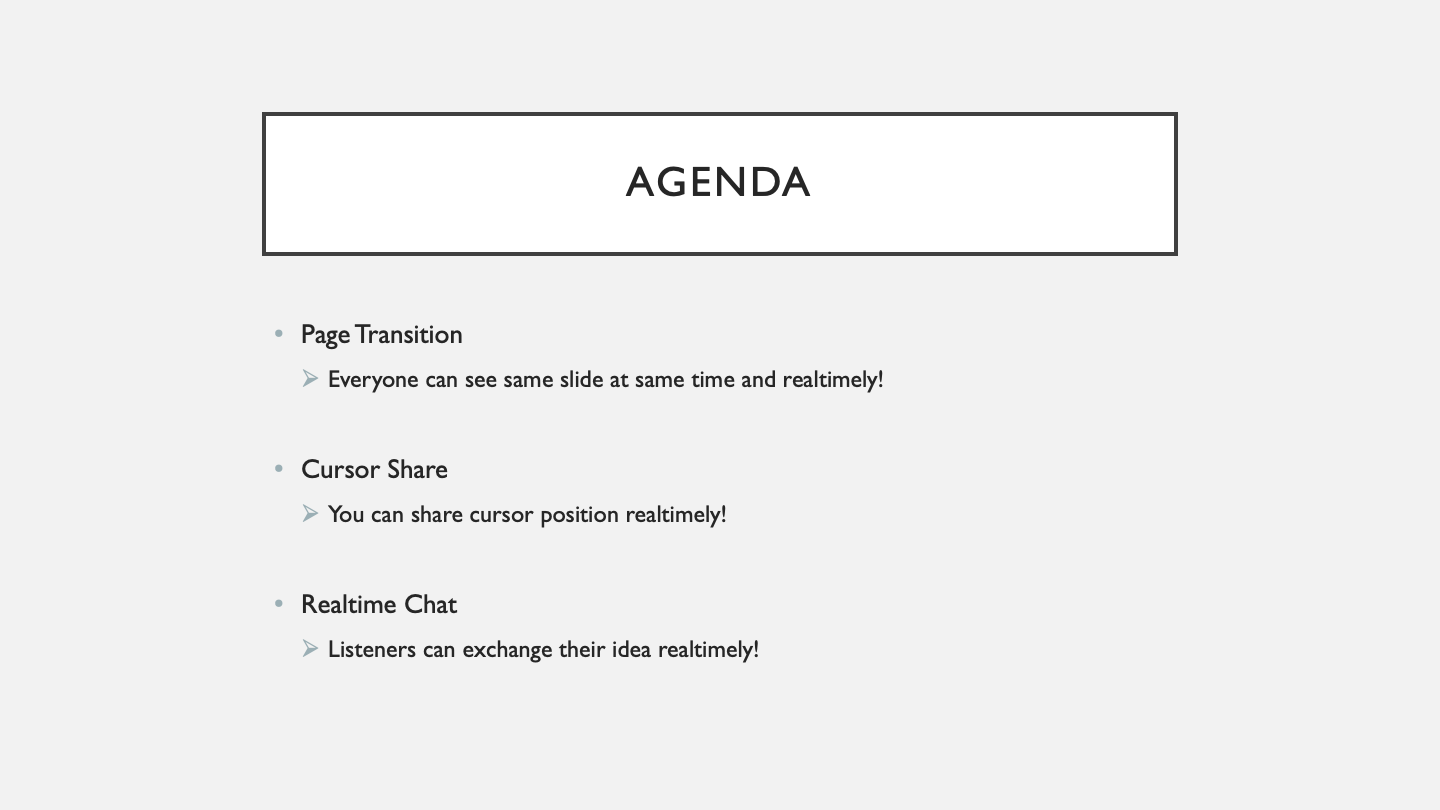 AGENDA
• Page Transition
➢ Everyone can see same slide at same time and realtimely!
• Cursor Share
➢ You can share cursor position realtimely!
• Realtime Chat
➢ Listeners can exchange their idea realtimely!